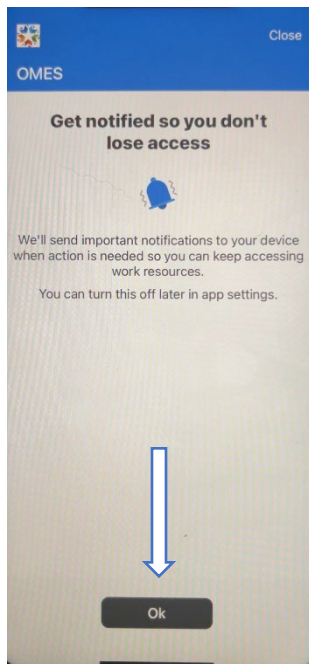 Close
OMES
Get notified so you don't
lose access
We'll send important notifications to your device
when action is needed so you can keep accessing
work resources.
You can turn this off later in app settings.
Ok